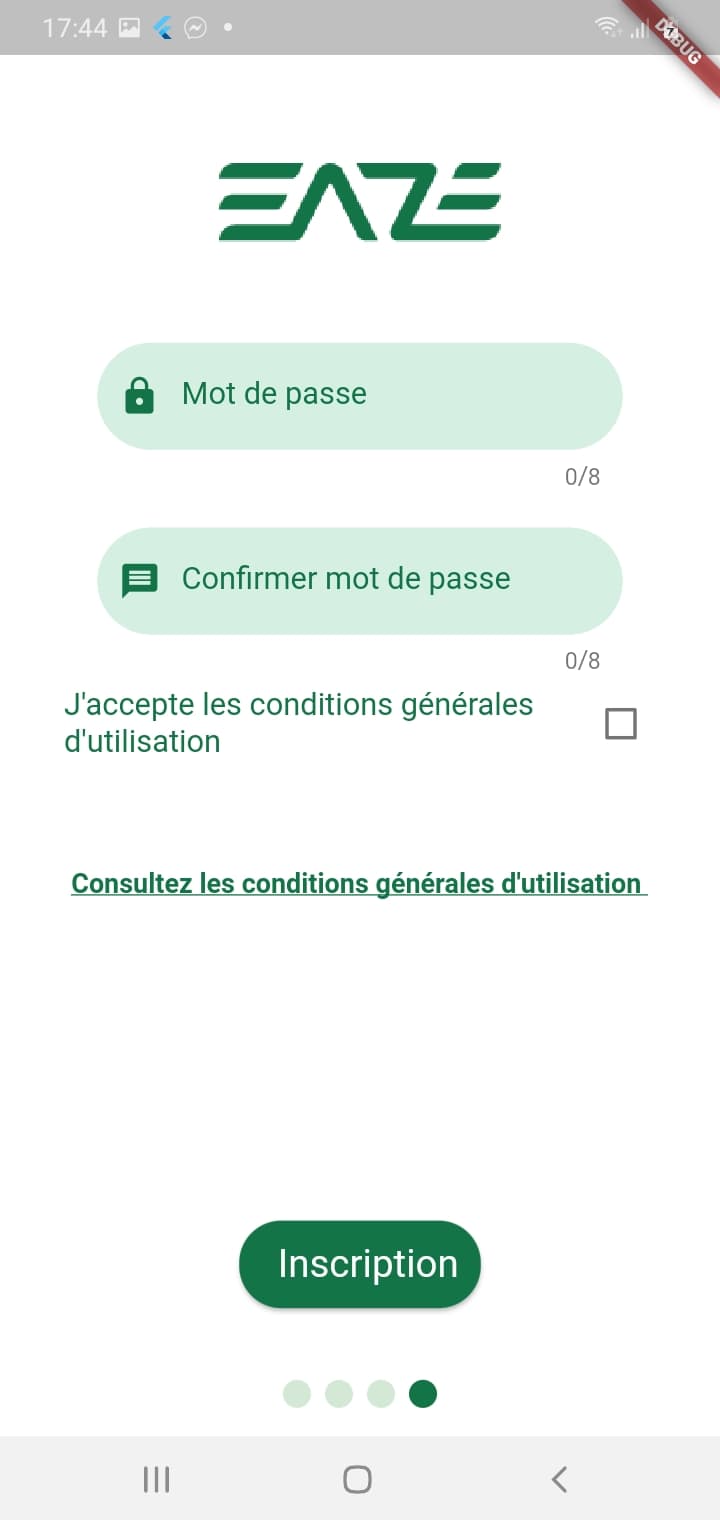 17:44
DEBUG
EAZE
Mot de passe
0/8
Confirmer mot de passe
0/8
J'accepte les conditions générales
d'utilisation
Consultez les conditions générales d'utilisation
Inscription